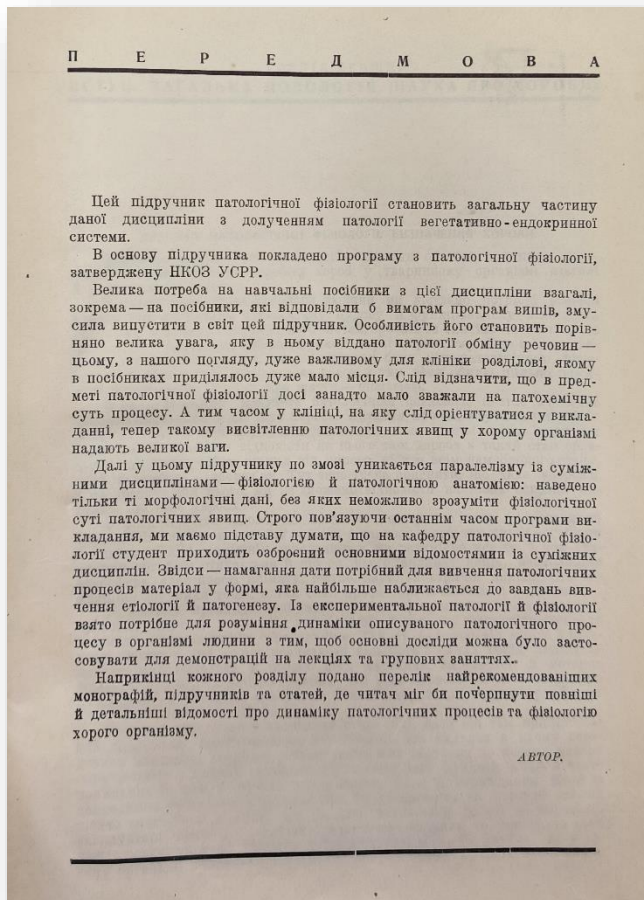 ПЕРЕДМОВА
Цей підручник патологічної фізіології становить загальну частину
даної дисципліни з долученням патології вегетативно-ендокринної
системи.
В основу підручника покладено програму з патологічної фізіології,
затверджену НКОЗ УСРР.
Велика потреба на навчальні посібники з цієї дисципліни взагалі,
зокрема — на посібники, які відповідали б вимогам програм вишів, зму-
сила випустити в світ цей підручник. Особливість його становить порів-
няно велика увага, яку в ньому віддано патології обміну речовин —
цьому, з нашого погляду, дуже важливому для клініки розділові, якому
в посібниках приділялось дуже мало місця. Слід відзначити, що в пред-
меті патологічної фізіології досі занадто мало зважали на патохемічну
суть процесу. А тим часом у клініці, на яку слід орієнтуватися у викла-
данні, тепер такому висвітленню патологічних явищ у хорому організмі
надають великої ваги.
Далі у цьому підручнику по змозі уникається паралелізму із суміж-
ними дисциплінами — фізіологією й патологічною анатомією: наведено
тільки ті морфологічні дані, без яких неможливо зрозуміти фізіологічної
суті патологічних явищ. Строго пов'язуючи останнім часом програми ви-
кладання, ми маємо підставу думати, що на кафедру патологічної фізіо-
логії студент приходить озброєний основними відомостямии із суміжних
дисциплін. Звідси — намагання дати потрібний для вивчення патологічних
процесів матеріал у формі, яка найбільше наближається до завдань вив-
чення етіології й патогенезу. Із експериментальної патології й фізіології
взято потрібне для розуміння динаміки описуваного патологічного про-
цесу в організмі людини з тим, щоб основні досліди можна було засто-
совувати для демонстрацій на лекціях та групових заняттях.
Наприкінці кожного розділу подано перелік найрекомендованіших
монографій, підручників та статей, де читач міг би почерпнути повніші
й детальніші відомості про динаміку патологічних процесів та фізіологію
хорого організму.
АВТОР.